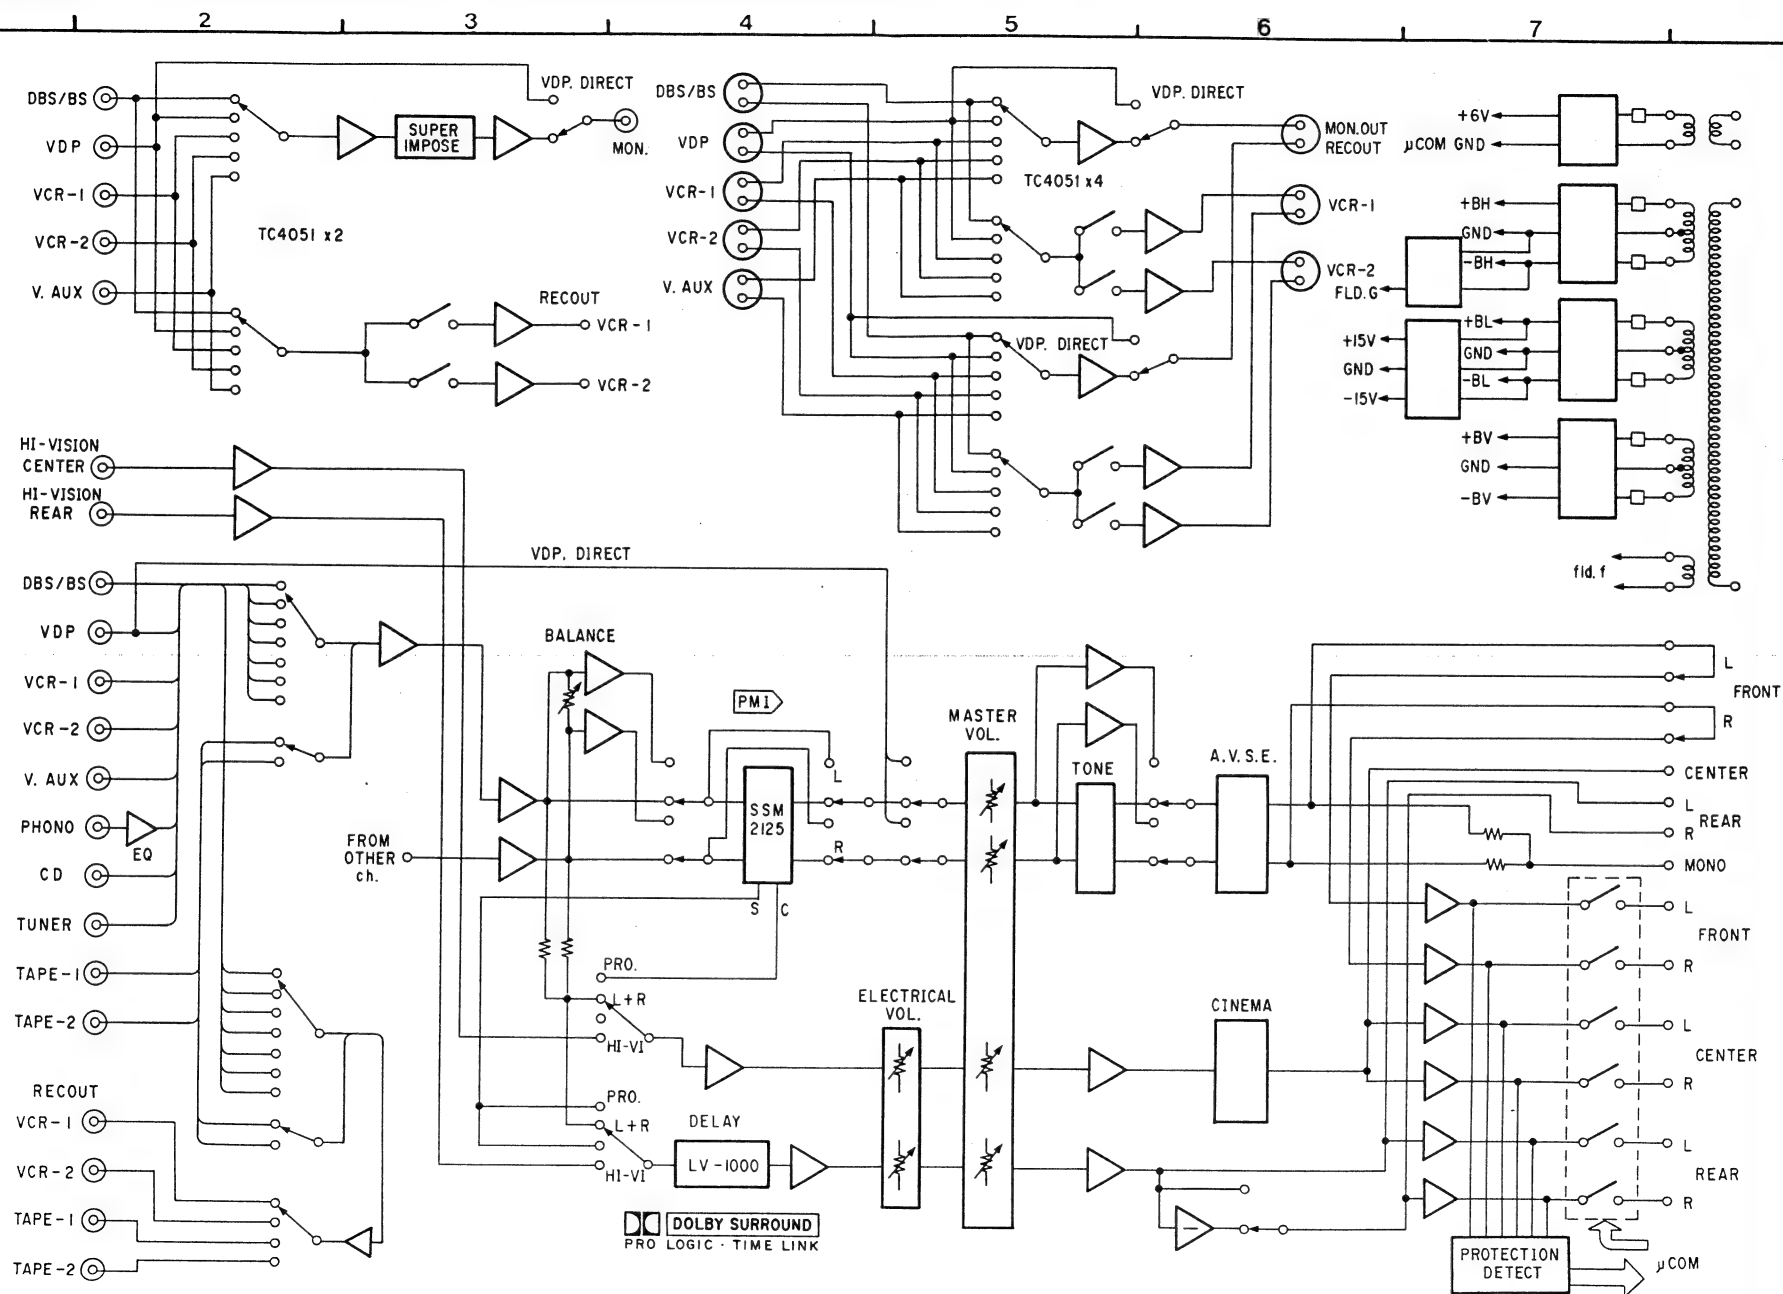 2 3 4 5 6 7
DBS/BS
VDP
VCR-1
VCR-2
V. AUX
TC4051 x2
SUPER
IMPOSE
VDP. DIRECT
MON.
RECOUT
VCR-1
VCR-2
DBS/BS
VDP
VCR-1
VCR-2
V. AUX
VDP. DIRECT
TC4051 x4
VDP. DIRECT
MON.OUT
RECOUT
VCR-1
VCR-2
+6V
μCOM GND
+BH
GND
-BH
FLD.G
+BL
+15V
GND
GND
-BL
-15V
+BV
GND
-BV
fld. f
HI-VISION
CENTER
HI-VISION
REAR
VDP. DIRECT
DBS/BS
VDP
VCR-1
VCR-2
V. AUX
PHONO
EQ
CD
TUNER
TAPE-1
TAPE-2
RECOUT
VCR-1
VCR-2
TAPE-1
TAPE-2
BALANCE
FROM
OTHER
ch.
PMI
SSM
2125
L
R
S C
PRO.
L+R
HI-VI
PRO.
L+R
HI-VI
DELAY
LV-1000
DOLBY SURROUND
PRO LOGIC · TIME LINK
ELECTRICAL
VOL.
MASTER
VOL.
TONE
A.V.S.E.
CINEMA
L
FRONT
R
CENTER
L
REAR
R
MONO
L
FRONT
R
L
CENTER
R
L
REAR
R
PROTECTION
DETECT
μCOM